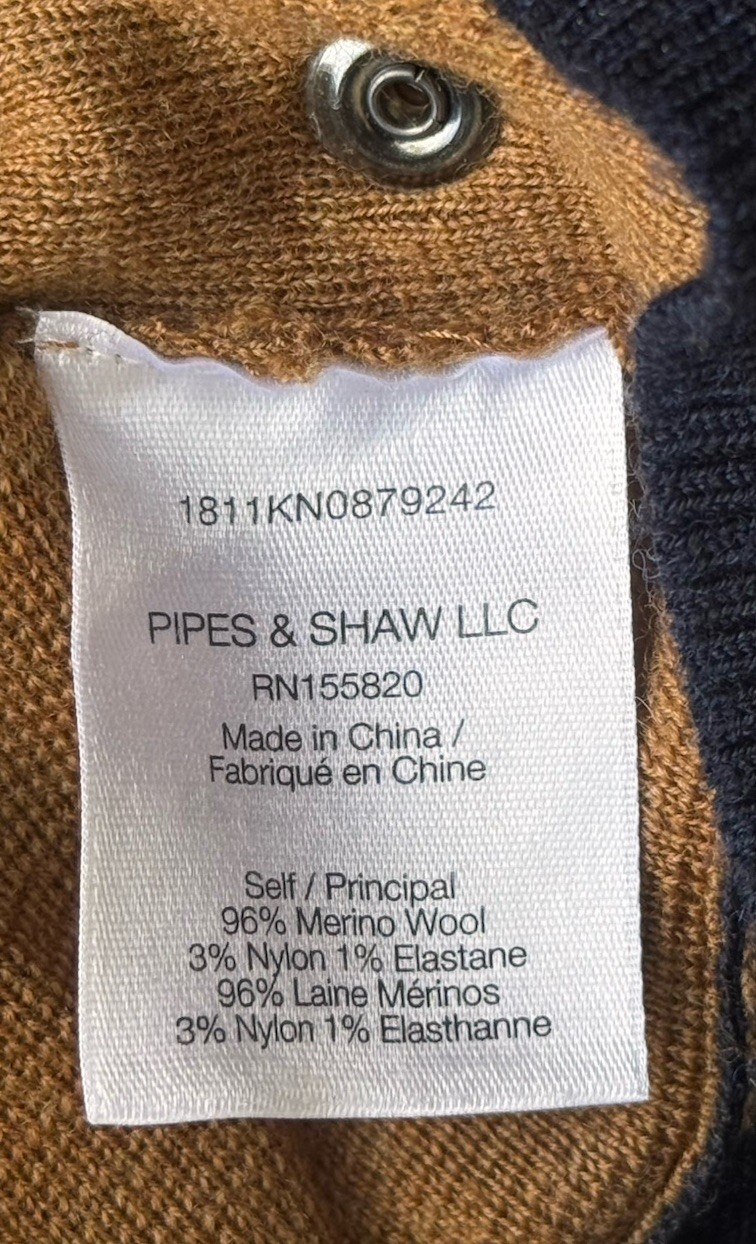 1811KN0879242
PIPES & SHAW LLC
RN155820
Made in China /
Fabriqué en Chine
Self / Principal
96% Merino Wool
3% Nylon 1% Elastane
96% Laine Mérinos
3% Nylon 1% Elasthanne